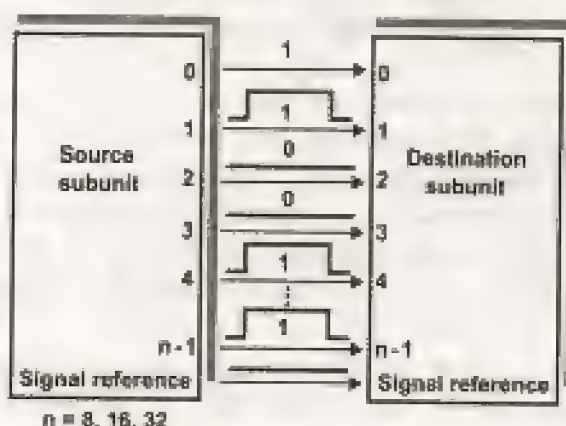 1
0 0
1
1 1
Source
subunit
Destination
subunit
0
2 2
0
3 3
1
4 4
1
n-1 n-1
Signal reference Signal reference
n = 8, 16, 32